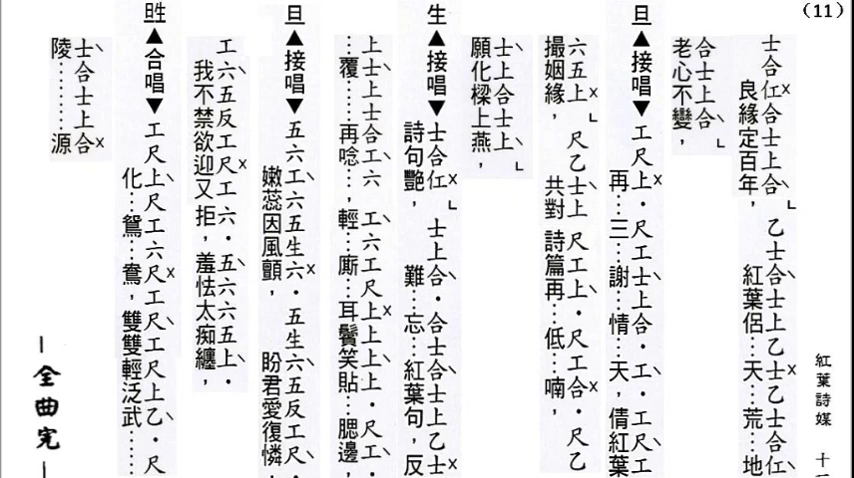 （11）
紅葉詩媒　十
士合仜合士上合
良緣定百年，
乙士合士上乙士乙士合仜
紅葉侶…天…荒…地
合士上合
老心不變，
旦▲接唱▼工尺上．尺工士上合．工．工尺工
再…三…謝…情…天，倩紅葉
六五上
撮姻緣，
尺乙士上 尺工上．尺工合．尺乙
共對 詩篇再…低…喃，
士上合士上
願化樑上燕，
生▲接唱▼士合仜
詩句艷，
士上合．合士合士上乙士
難…忘…紅葉句，反
上士上士合工六 工六工尺上上上上．尺工．
…覆……再唸…，輕…廝…耳鬢笑貼…腮邊，
旦▲接唱▼五六工六五生六．五生六五反工尺．
嫩蕊因風顫，
盼君愛復憐，
工六五反工尺工 六．五六六五上．
我不禁欲迎又拒，羞怯太痴纏，
甠▲合唱▼工尺上尺工六尺工尺工尺上乙．尺
化…鴛…鴦，雙雙輕泛武……
士合士上合
陵………源
—全曲完—